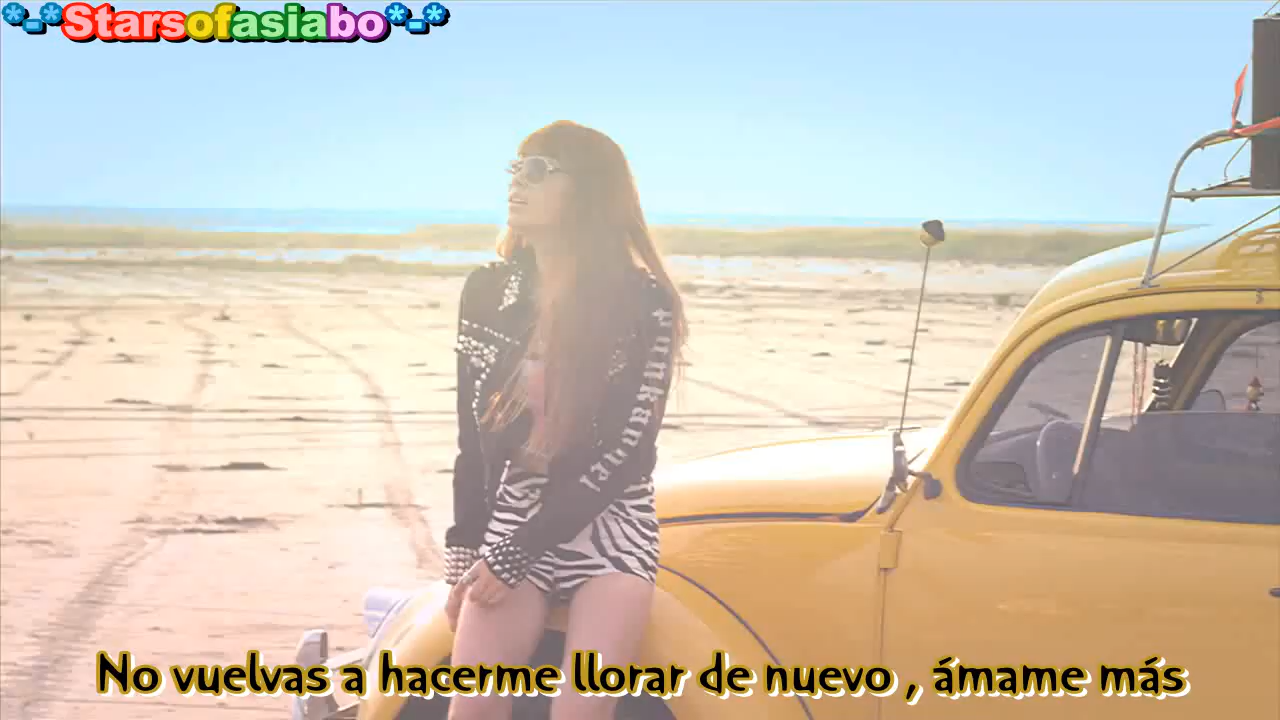 *-*Starsofasiabo*-*
No vuelvas a hacerme llorar de nuevo , ámame más